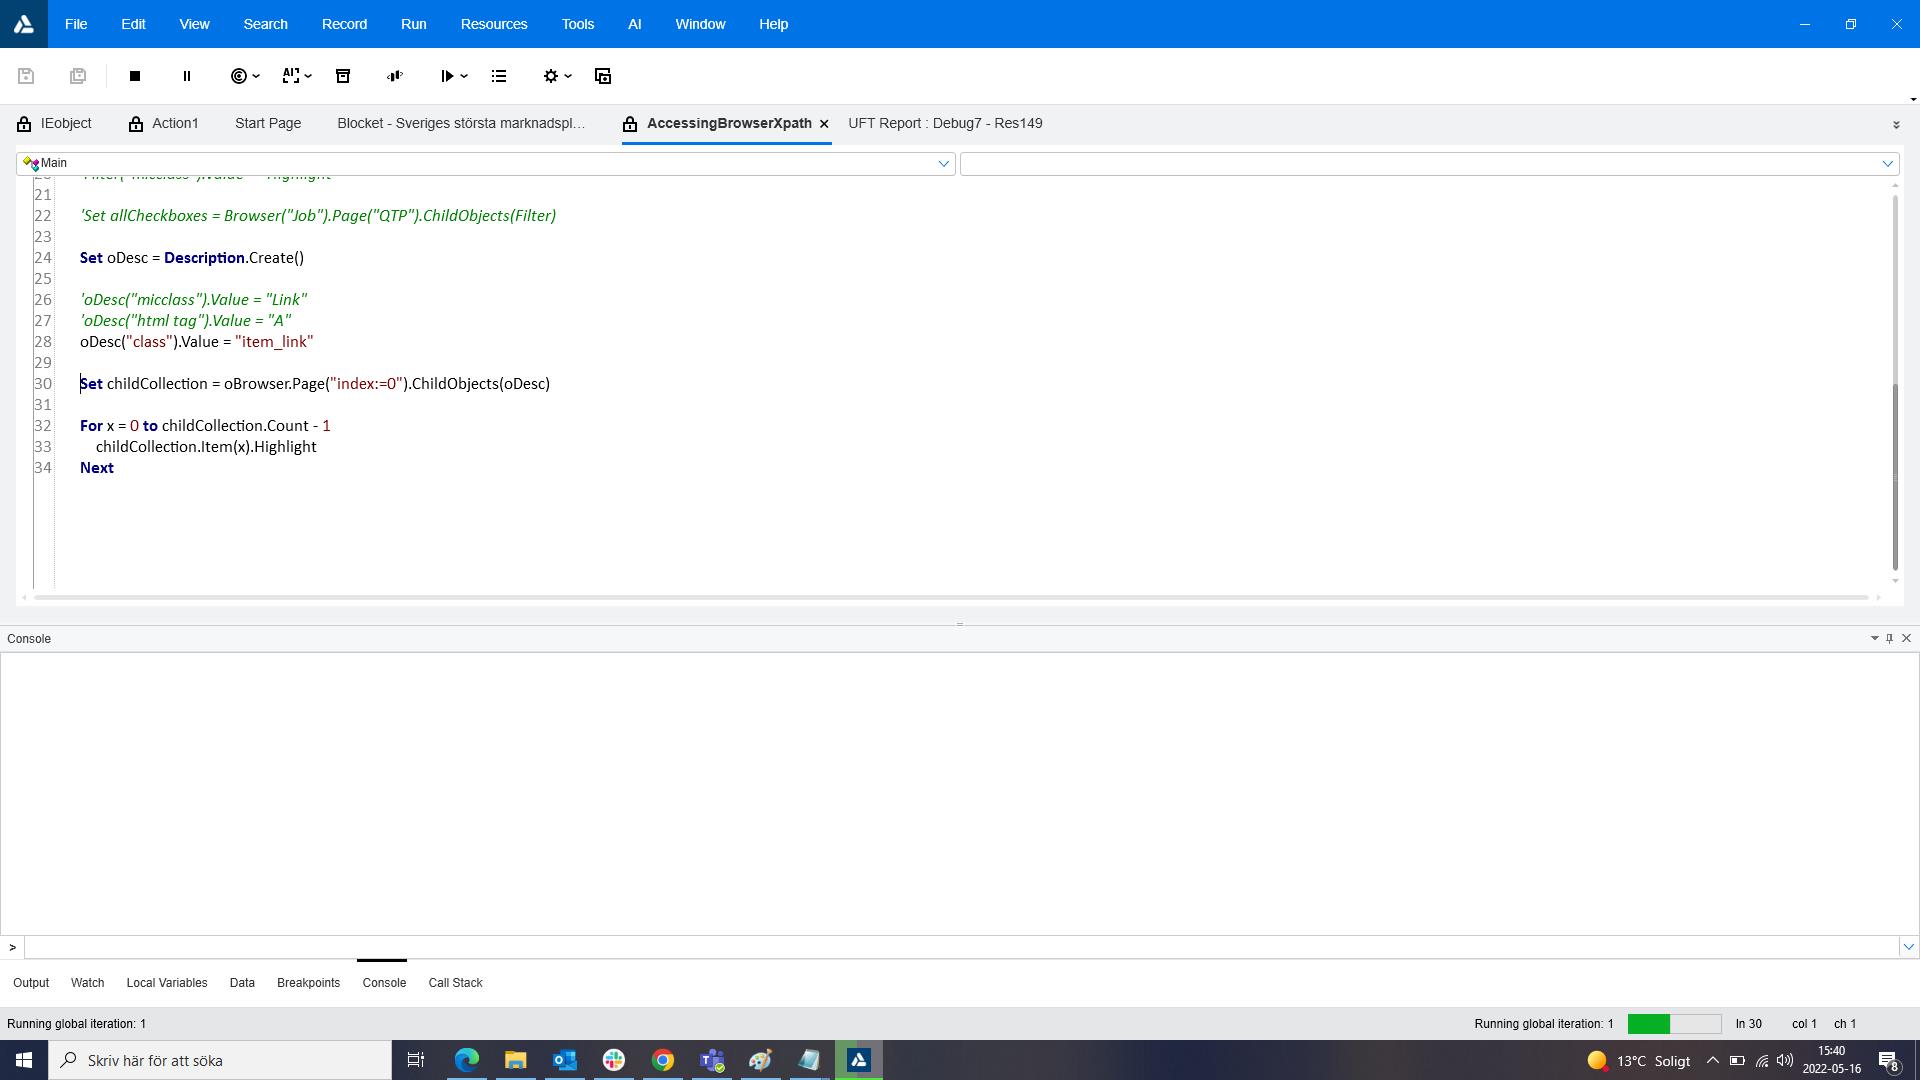 File Edit View Search Record Run Resources Tools AI Window Help
IEobject Action1 Start Page Blocket - Sveriges största marknadspl... AccessingBrowserXpath UFT Report : Debug7 - Res149
Main
21
22 'Set allCheckboxes = Browser("Job").Page("QTP").ChildObjects(Filter)
23
24 Set oDesc = Description.Create()
25
26 'oDesc("micclass").Value = "Link"
27 'oDesc("html tag").Value = "A"
28 oDesc("class").Value = "item_link"
29
30 Set childCollection = oBrowser.Page("index:=0").ChildObjects(oDesc)
31
32 For x = 0 to childCollection.Count - 1
33 childCollection.Item(x).Highlight
34 Next
Console
>
Output Watch Local Variables Data Breakpoints Console Call Stack
Running global iteration: 1 Running global iteration: 1 ln 30 col 1 ch 1
Skriv här för att söka 13°C Soligt 15:40
2022-05-16 8